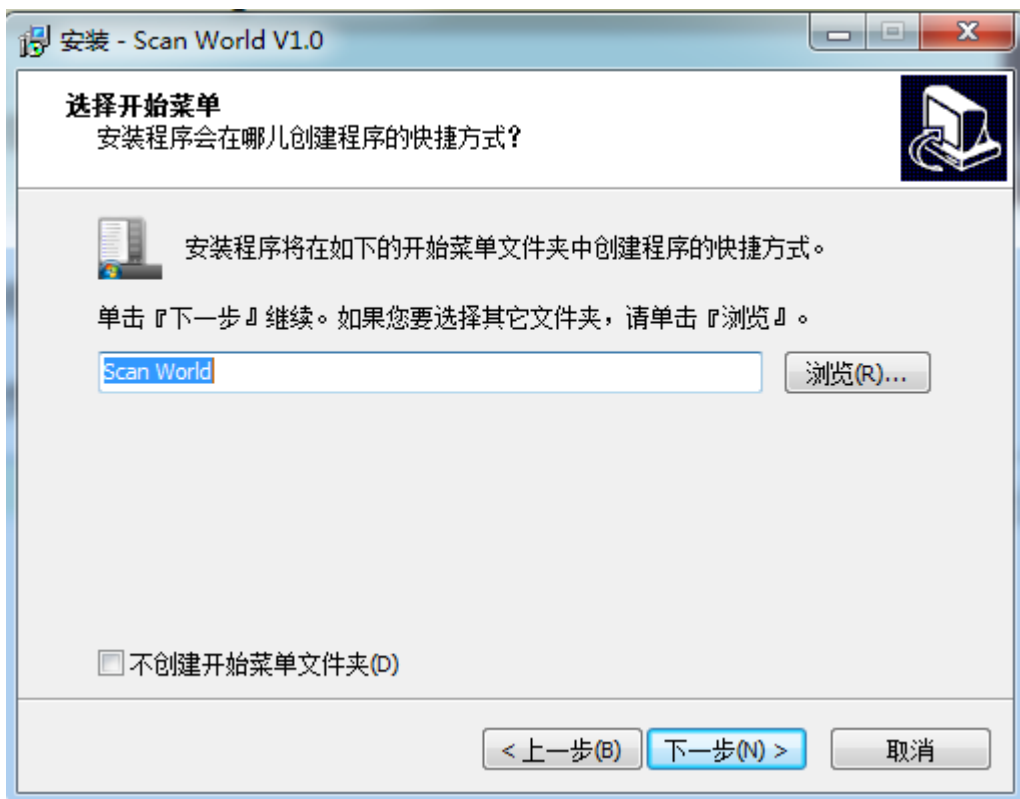 安装 - Scan World V1.0
选择开始菜单
安装程序会在哪儿创建程序的快捷方式?
安装程序将在如下的开始菜单文件夹中创建程序的快捷方式。
单击『下一步』继续。如果您要选择其它文件夹，请单击『浏览』。
Scan World
浏览(R)...
不创建开始菜单文件夹(D)
< 上一步(B)
下一步(N) >
取消